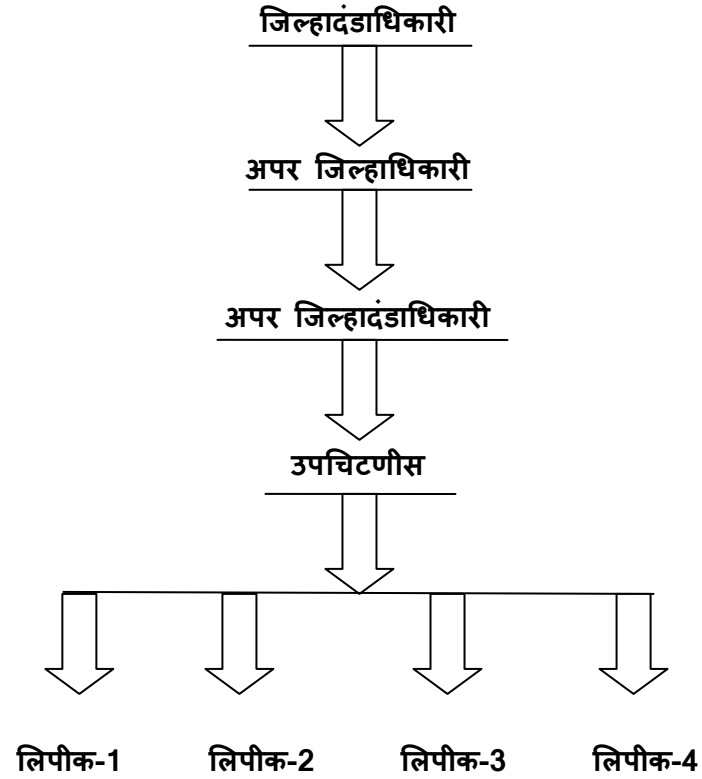 जिल्हादंडाधिकारी
अपर जिल्हाधिकारी
अपर जिल्हादंडाधिकारी
उपचिटणीस
लिपीक-1 लिपीक-2 लिपीक-3 लिपीक-4